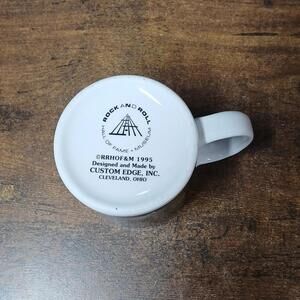 ROCK AND ROLL
HALL OF FAME + MUSEUM
©RRHOF&M 1995
Designed and Made by
CUSTOM EDGE, INC.
CLEVELAND, OHIO